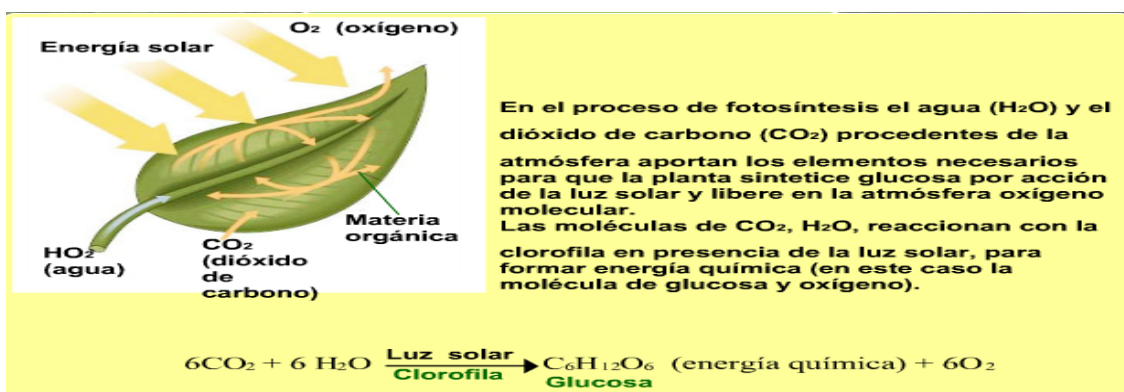 O₂ (oxígeno)
Energía solar
Materia
orgánica
HO₂
(agua)
CO₂
(dióxido
de
carbono)
En el proceso de fotosíntesis el agua (H₂O) y el
dióxido de carbono (CO₂) procedentes de la
atmósfera aportan los elementos necesarios
para que la planta sintetice glucosa por acción
de la luz solar y libere en la atmósfera oxígeno
molecular.
Las moléculas de CO₂, H₂O, reaccionan con la
clorofila en presencia de la luz solar, para
formar energía química (en este caso la
molécula de glucosa y oxígeno).
Luz solar
6CO₂ + 6 H₂O → C₆H₁₂O₆ (energía química) + 6O₂
Clorofila Glucosa